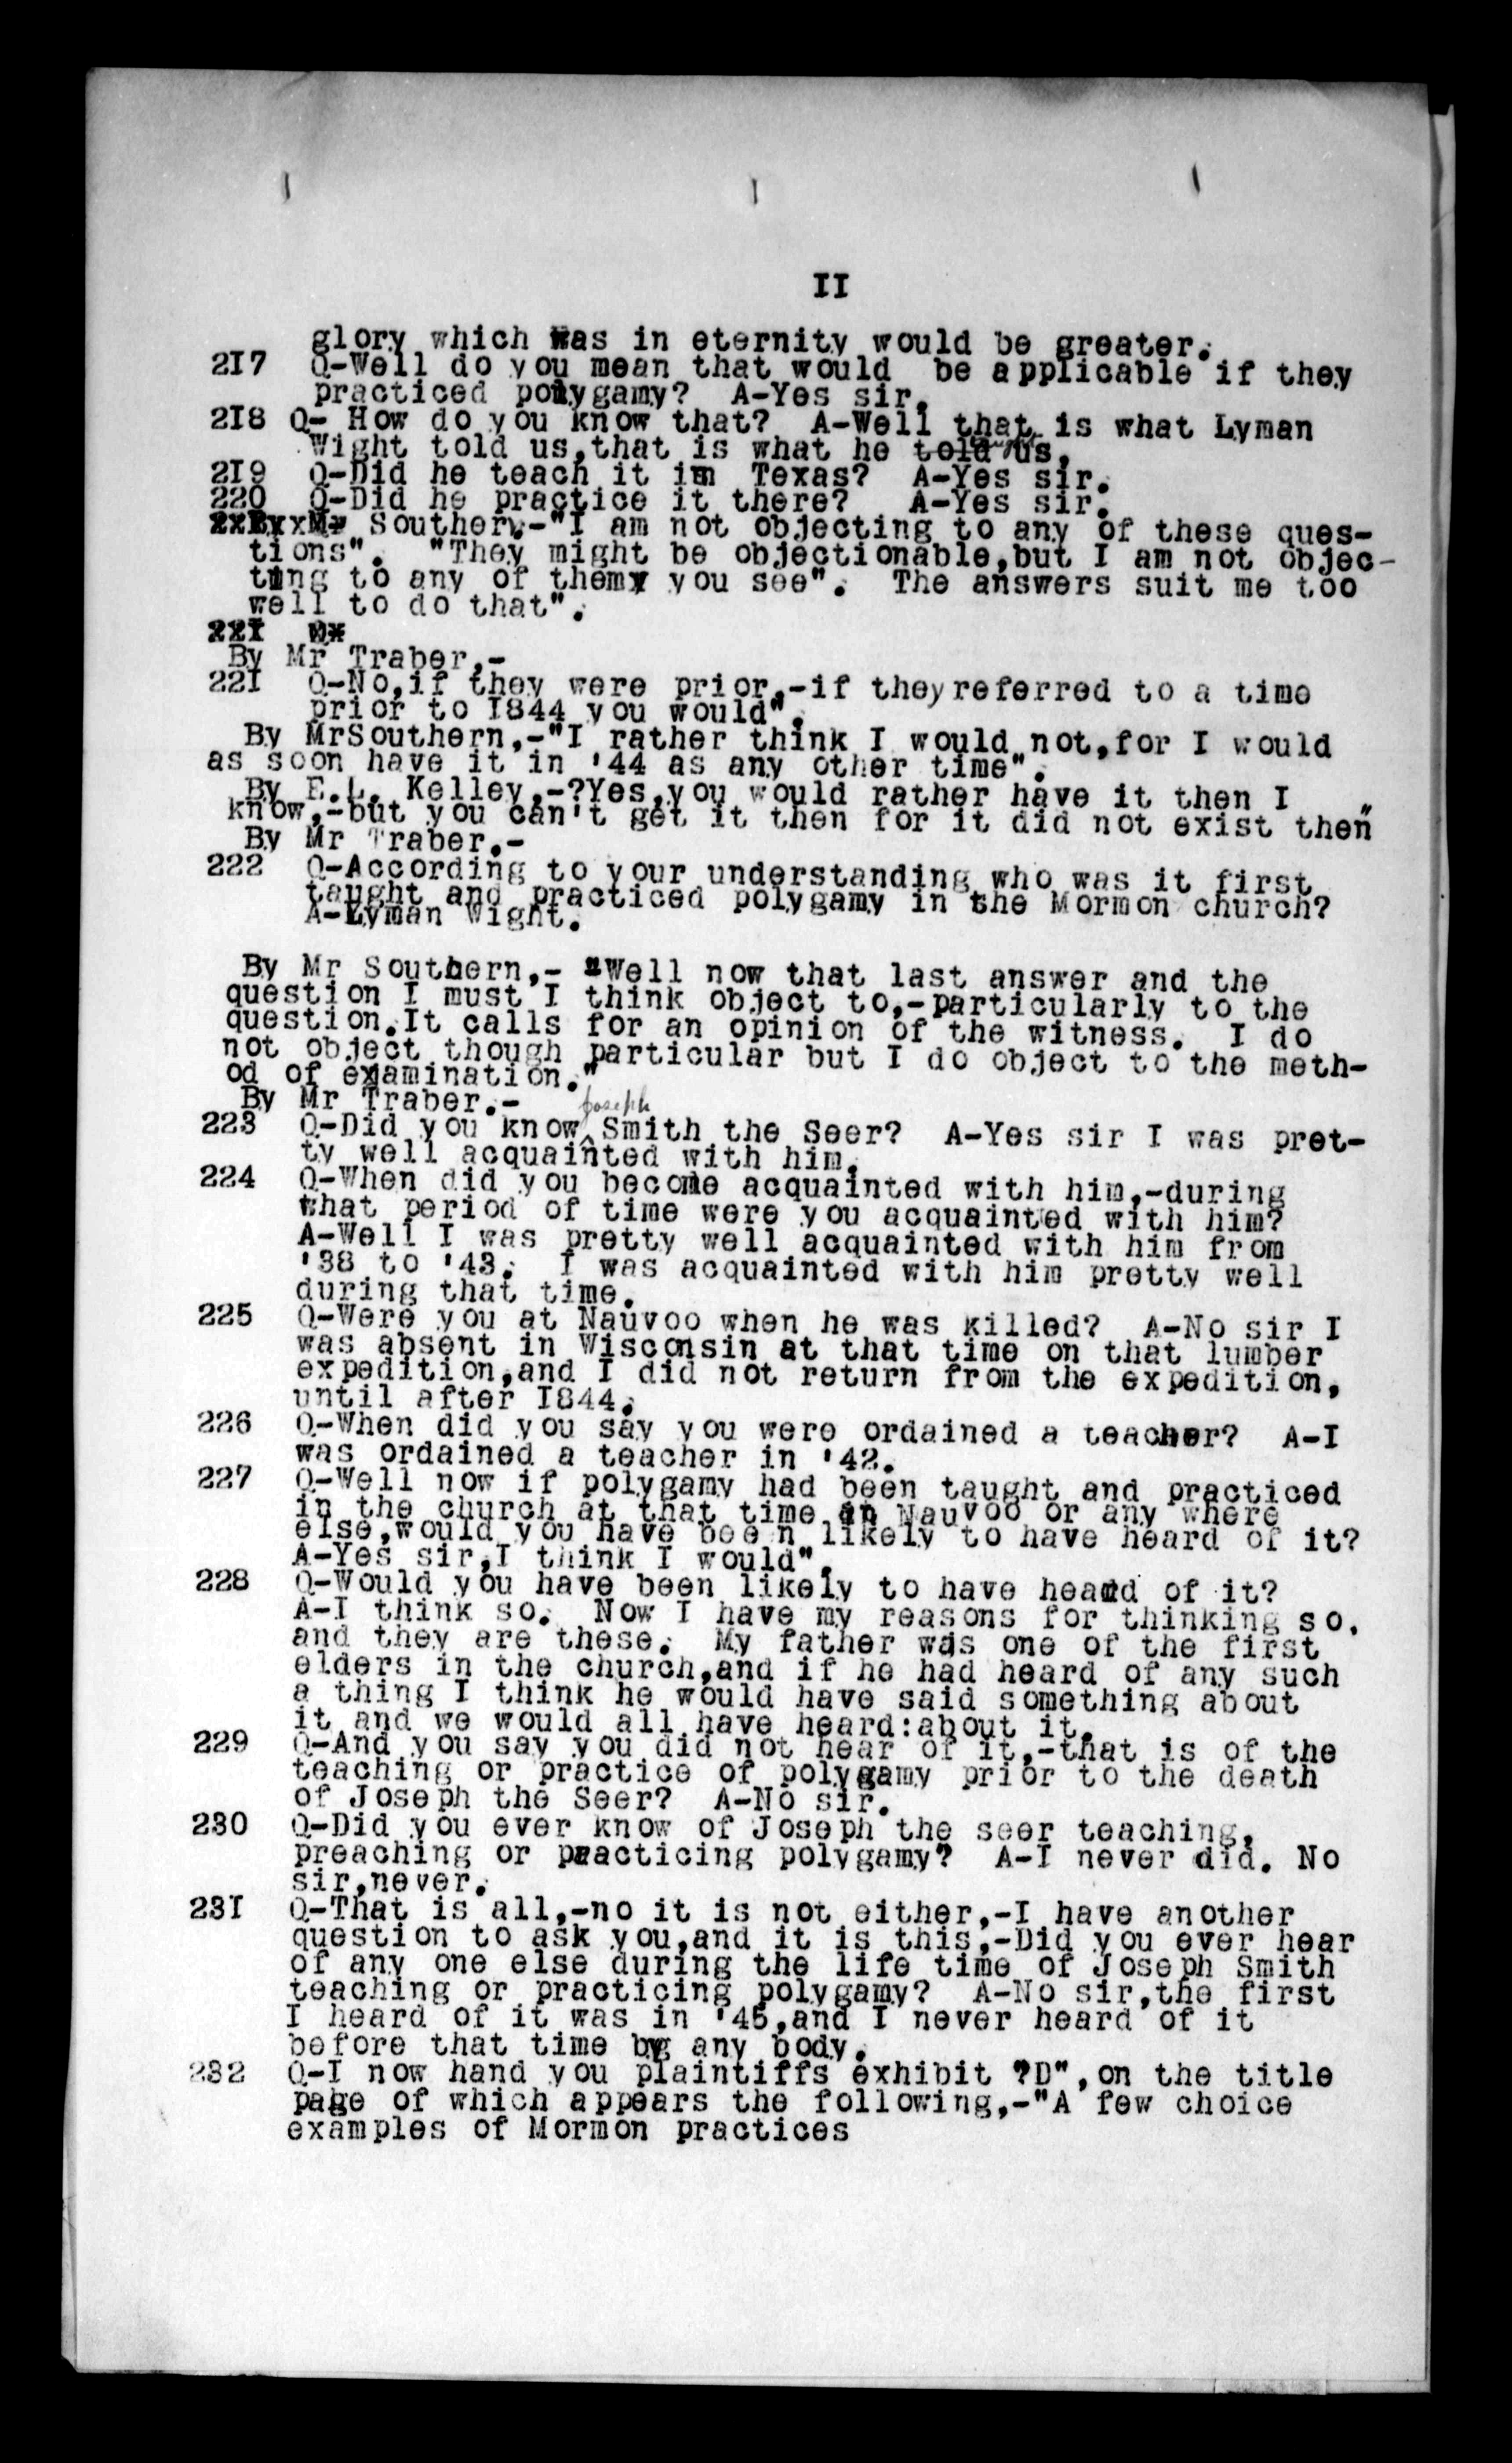 II
glory which was in eternity would be greater.
217 Q-Well do you mean that would be applicable if they
practiced polygamy? A-Yes sir.
218 Q- How do you know that? A-Well that is what Lyman
Wight told us,that is what he told taught us.
219 Q-Did he teach it in Texas? A-Yes sir.
220 Q-Did he practice it there? A-Yes sir.
By Mr Southern,-"I am not objecting to any of these ques-
tions". "They might be objectionable,but I am not objec-
ting to any of them you see". The answers suit me too
well to do that".
221 Q*
By Mr Traber,-
221 Q-No,if they were prior,-if they referred to a time
prior to I844 you would".
By MrSouthern,-"I rather think I would not,for I would
as soon have it in '44 as any other time".
By E.L. Kelley,-?Yes,you would rather have it then I
know,-but you can't get it then for it did not exist then"
By Mr Traber.-
222 Q-According to your understanding who was it first
taught and practiced polygamy in the Mormon church?
A-Lyman Wight.
By Mr Southern,- "Well now that last answer and the
question I must I think object to,-particularly to the
question.It calls for an opinion of the witness. I do
not object though particular but I do object to the meth-
od of examination."
By Mr Traber.-
223 Q-Did you know ^ Joseph Smith the Seer? A-Yes sir I was pret-
ty well acquainted with him.
224 Q-When did you become acquainted with him,-during
what period of time were you acquainted with him?
A-Well I was pretty well acquainted with him from
'38 to '43. I was acquainted with him pretty well
during that time.
225 Q-Were you at Nauvoo when he was killed? A-No sir I
was absent in Wisconsin at that time on that lumber
expedition,and I did not return from the expedition,
until after I844.
226 Q-When did you say you were ordained a teacher? A-I
was ordained a teacher in '42.
227 Q-Well now if polygamy had been taught and practiced
in the church at that time in Nauvoo or any where
else,would you have been likely to have heard of it?
A-Yes sir,I think I would".
228 Q-Would you have been likely to have heard of it?
A-I think so. Now I have my reasons for thinking so.
and they are these. My father was one of the first
elders in the church,and if he had heard of any such
a thing I think he would have said something about
it and we would all have heard:about it.
229 Q-And you say you did not hear of it,-that is of the
teaching or practice of polygamy prior to the death
of Joseph the Seer? A-No sir.
230 Q-Did you ever know of Joseph the seer teaching,
preaching or practicing polygamy? A-I never did. No
sir,never.
231 Q-That is all,-no it is not either,-I have another
question to ask you,and it is this,-Did you ever hear
of any one else during the life time of Joseph Smith
teaching or practicing polygamy? A-No sir,the first
I heard of it was in '45,and I never heard of it
before that time by any body.
232 Q-I now hand you plaintiffs exhibit ?D",on the title
page of which appears the following,-"A few choice
examples of Mormon practices